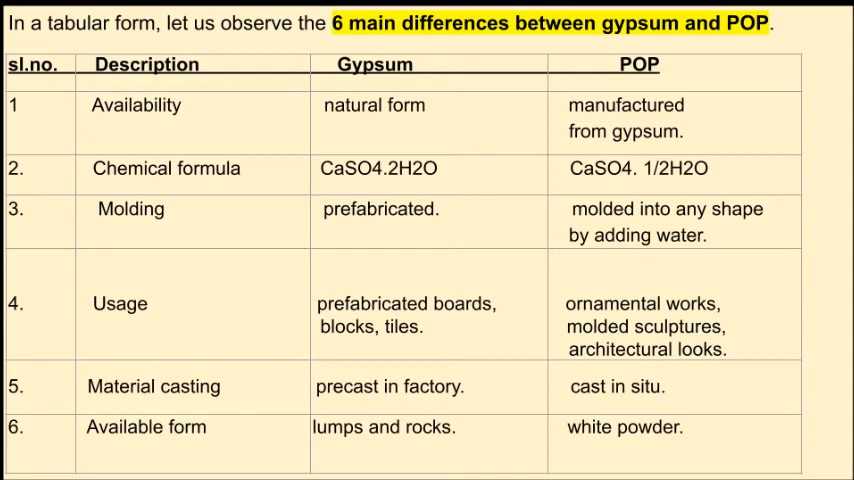 In a tabular form, let us observe the 6 main differences between gypsum and POP.
sl.no. Description Gypsum POP
1 Availability natural form manufactured
from gypsum.
2. Chemical formula CaSO4.2H2O CaSO4. 1/2H2O
3. Molding prefabricated. molded into any shape
by adding water.
4. Usage prefabricated boards, ornamental works,
blocks, tiles. molded sculptures,
architectural looks.
5. Material casting precast in factory. cast in situ.
6. Available form lumps and rocks. white powder.